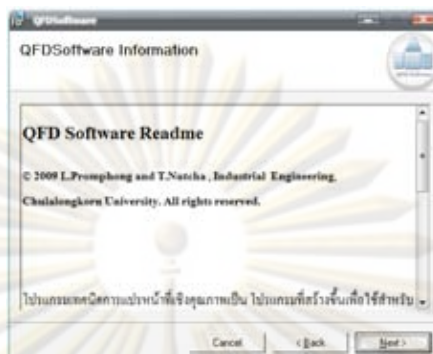 QFDSoftware
QFDSoftware Information
QFD Software Readme
© 2009 L.Promphong and T.Natcha , Industrial Engineering,
Chulalongkorn University. All rights reserved.
โปรแกรมเทคนิคการแปรหน้าที่เชิงคุณภาพเป็น โปรแกรมที่สร้างขึ้นเพื่อใช้สำหรับ
Cancel < Back Next >